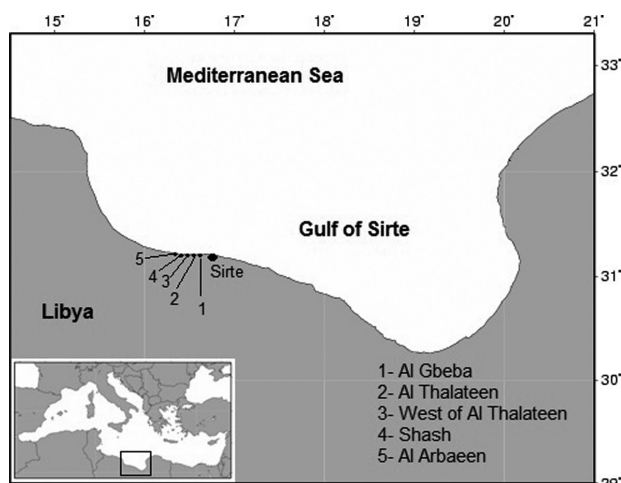 15° 16° 17° 18° 19° 20° 21°
Mediterranean Sea
33°
32°
Gulf of Sirte
31°
5 4 3 2 1 Sirte
Libya
30°
1- Al Gbeba
2- Al Thalateen
3- West of Al Thalateen
4- Shash
5- Al Arbaeen
29°